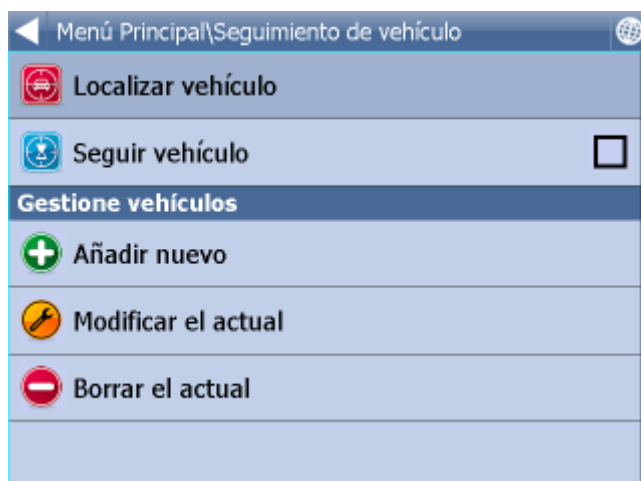 Menú Principal\Seguimiento de vehículo
Localizar vehículo
Seguir vehículo
Gestione vehículos
Añadir nuevo
Modificar el actual
Borrar el actual